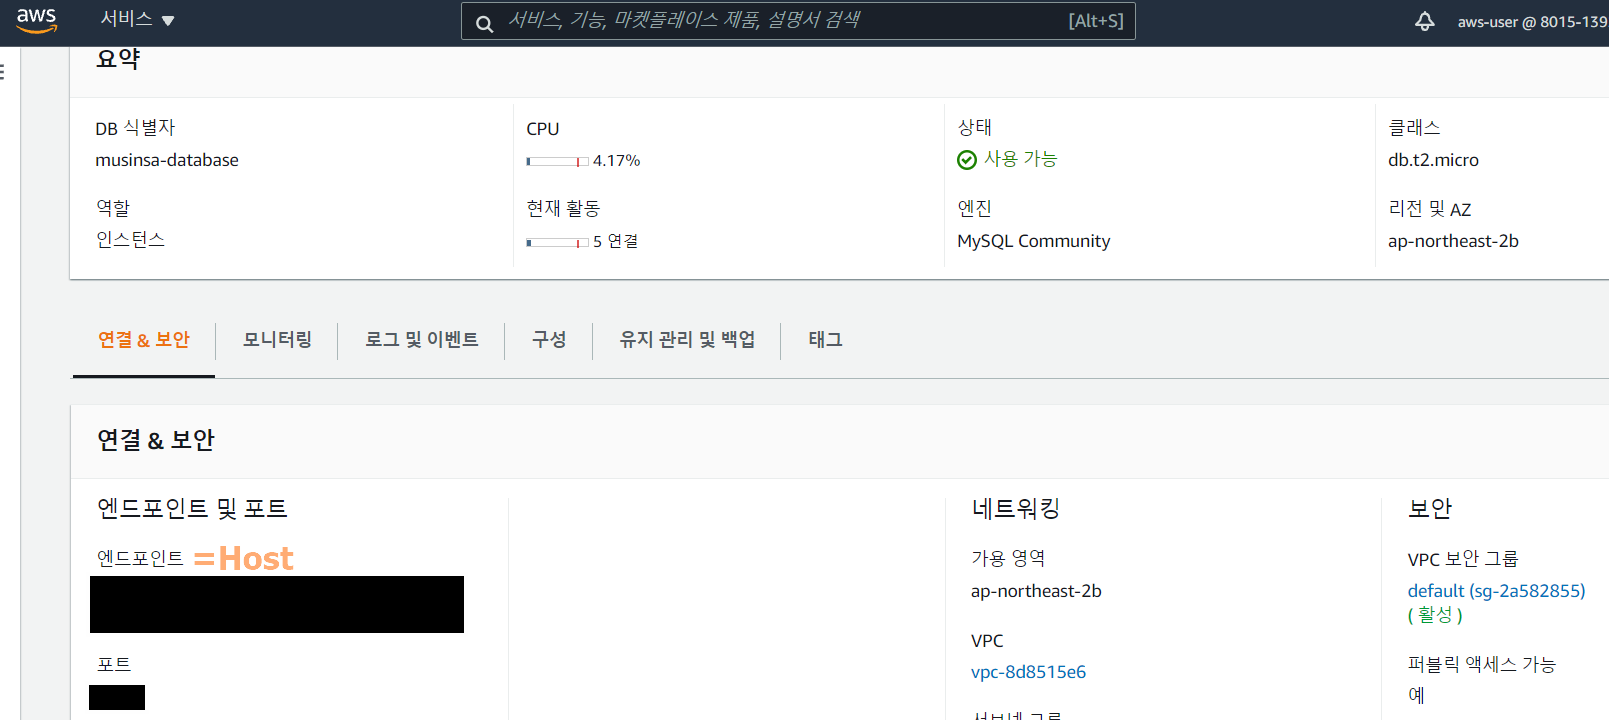 aws
서비스 ▼
서비스, 기능, 마켓플레이스 제품, 설명서 검색
[Alt+S]
aws-user @ 8015-139
요약
DB 식별자
musinsa-database
역할
인스턴스
CPU
4.17%
현재 활동
5 연결
상태
사용 가능
엔진
MySQL Community
클래스
db.t2.micro
리전 및 AZ
ap-northeast-2b
연결 & 보안
모니터링
로그 및 이벤트
구성
유지 관리 및 백업
태그
연결 & 보안
엔드포인트 및 포트
엔드포인트 =Host
포트
네트워킹
가용 영역
ap-northeast-2b
VPC
vpc-8d8515e6
서브넷 그룹
보안
VPC 보안 그룹
default (sg-2a582855)
( 활성 )
퍼블릭 액세스 가능
예